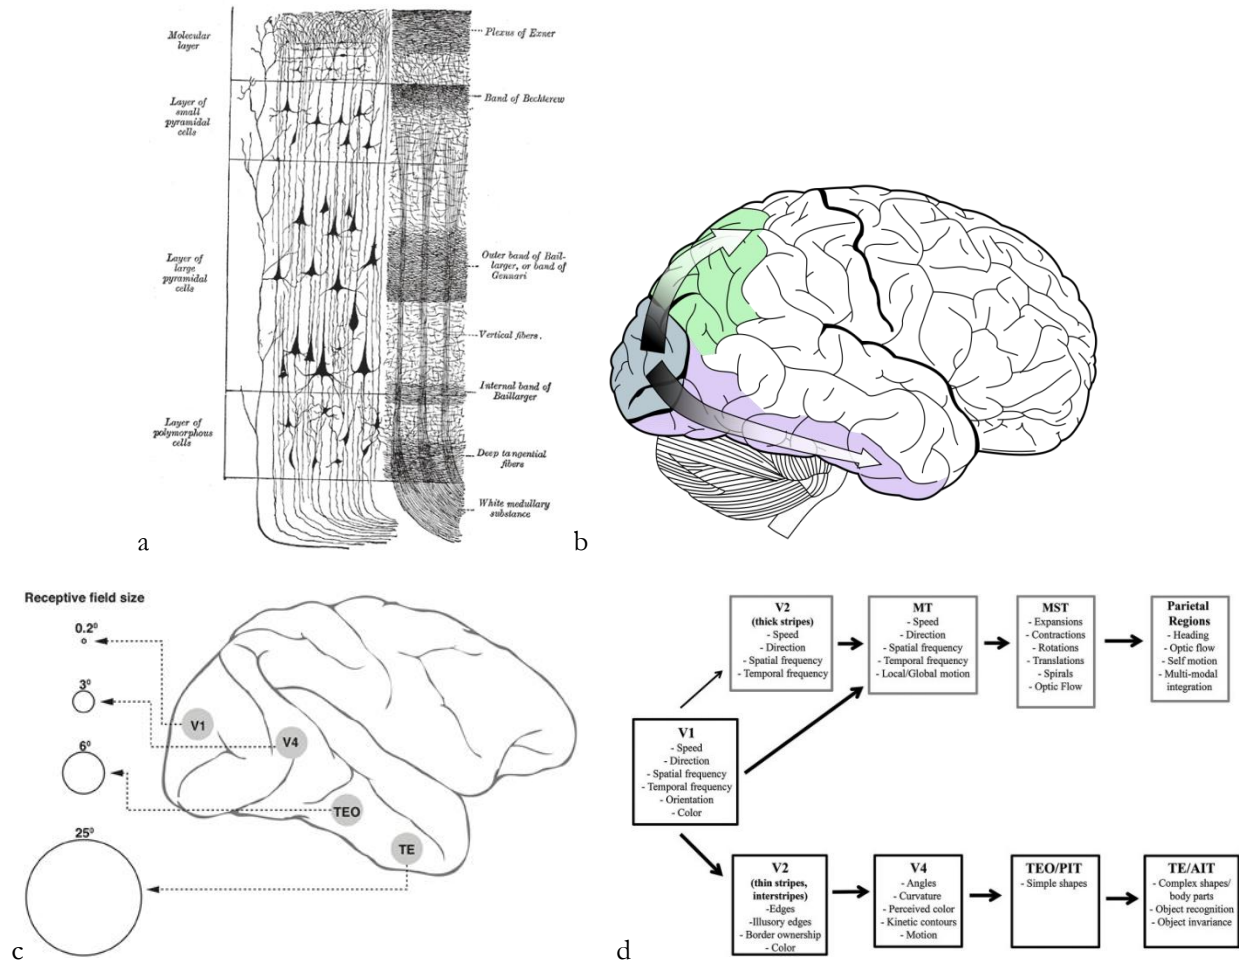 Molecular
layer
Layer of
small
pyramidal
cells
Layer of
large
pyramidal
cells
Layer of
polymorphous
cells
Plexus of Exner
Band of Bechterew
Outer band of Bail-
larger, or band of
Gennari
Vertical fibers.
Internal band of
Baillarger
Deep tangential
fibers
White medullary
substance
a
b
Receptive field size
0.2º
3º
6º
25º
V1
V4
TEO
TE
c
V2
(thick stripes)
- Speed
- Direction
- Spatial frequency
- Temporal frequency
MT
- Speed
- Direction
- Spatial frequency
- Temporal frequency
- Local/Global motion
MST
- Expansions
- Contractions
- Rotations
- Translations
- Spirals
- Optic Flow
Parietal
Regions
- Heading
- Optic flow
- Self motion
- Multi-modal
integration
V1
- Speed
- Direction
- Spatial frequency
- Temporal frequency
- Orientation
- Color
V2
(thin stripes,
interstripes)
-Edges
-Illusory edges
- Border ownership
- Color
V4
- Angles
- Curvature
- Perceived color
- Kinetic contours
- Motion
TEO/PIT
- Simple shapes
TE/AIT
- Complex shapes/
body parts
- Object recognition
- Object invariance
d